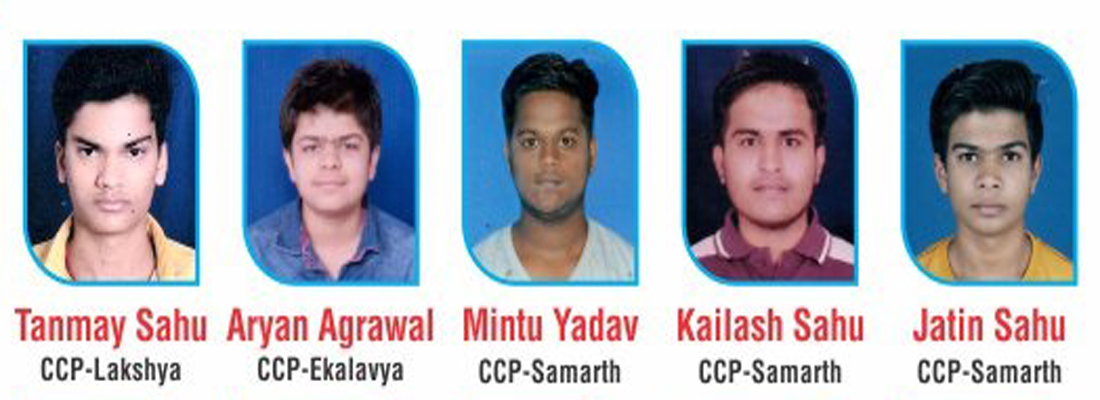 Tanmay Sahu Aryan Agrawal Mintu Yadav Kailash Sahu Jatin Sahu
CCP-Lakshya CCP-Ekalavya CCP-Samarth CCP-Samarth CCP-Samarth